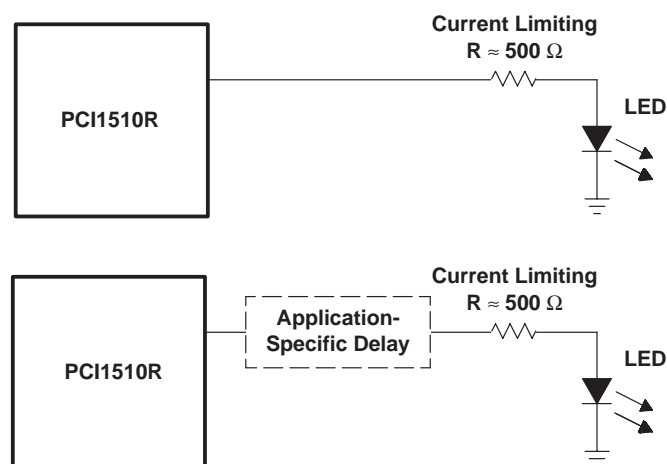 Current Limiting
R ≈ 500 Ω
LED
PCI1510R
Current Limiting
R ≈ 500 Ω
Application-
Specific Delay
LED
PCI1510R